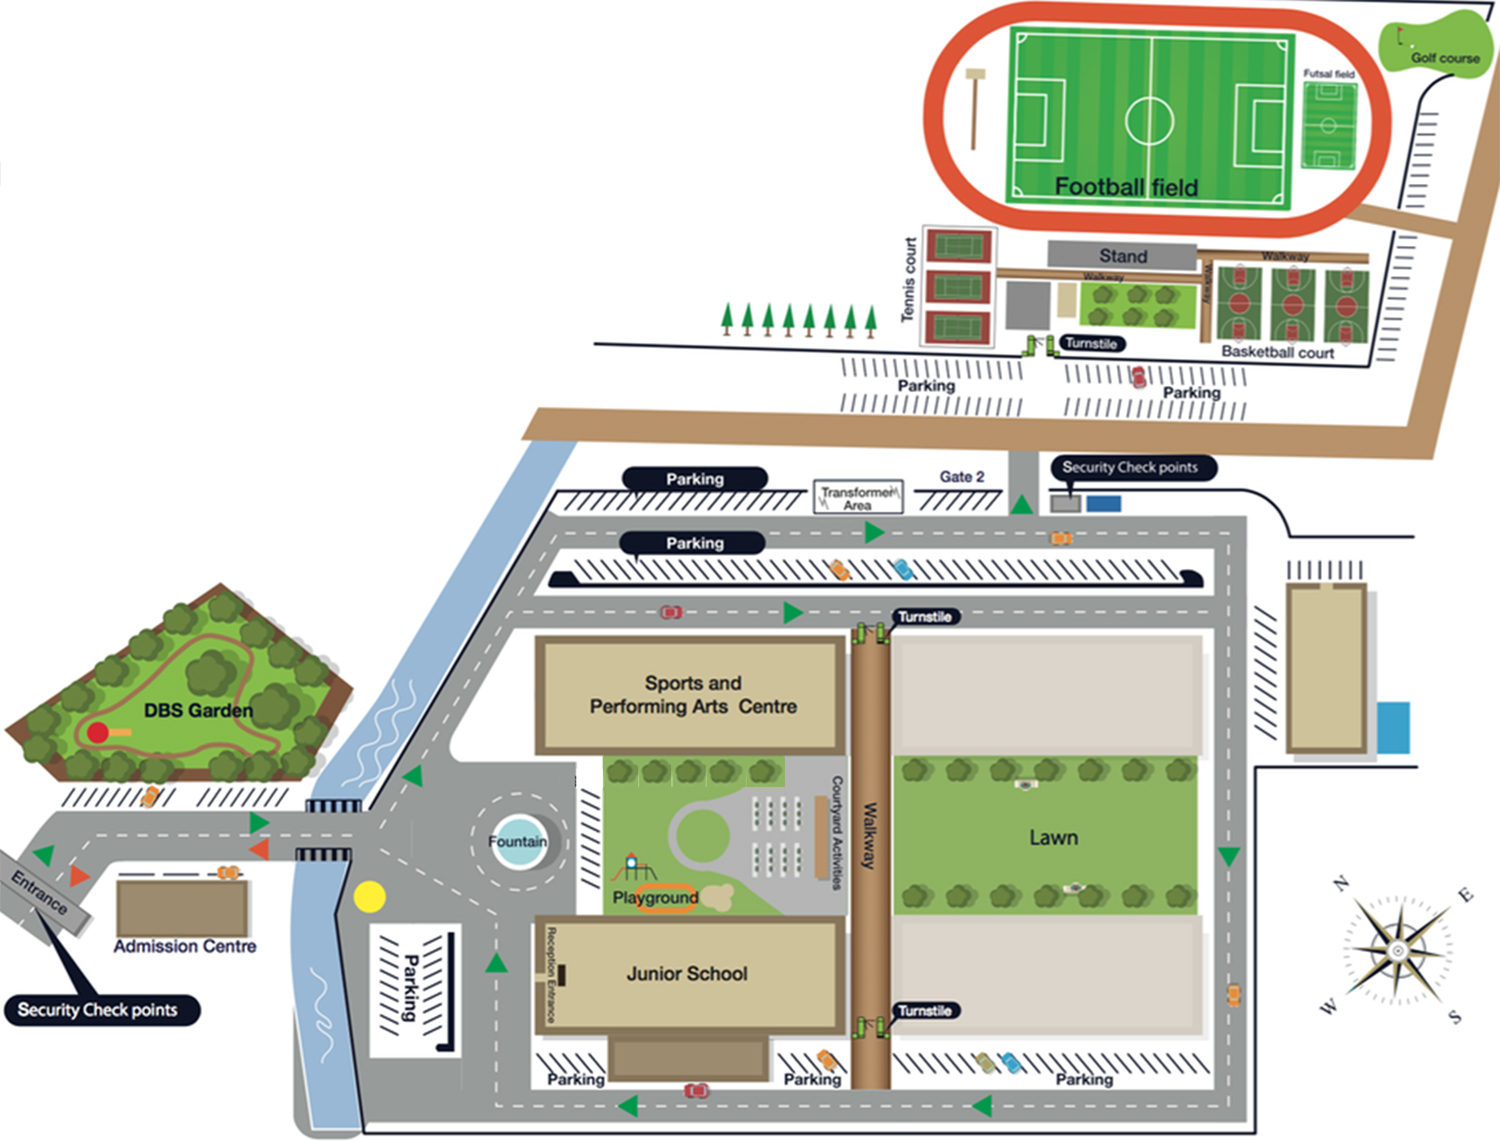 Golf course
Futsal field
Football field
Tennis court
Stand
Walkway
Walkway
Walkway
Turnstile
Basketball court
Parking
Parking
Parking
Transformer
Area
Gate 2
Security Check points
Parking
Turnstile
Sports and
Performing Arts Centre
DBS Garden
Courtyard Activities
Walkway
Fountain
Lawn
Playground
Entrance
Admission Centre
Security Check points
Parking
Reception Entrance
Junior School
Turnstile
Parking
Parking
Parking
N
E
W
S